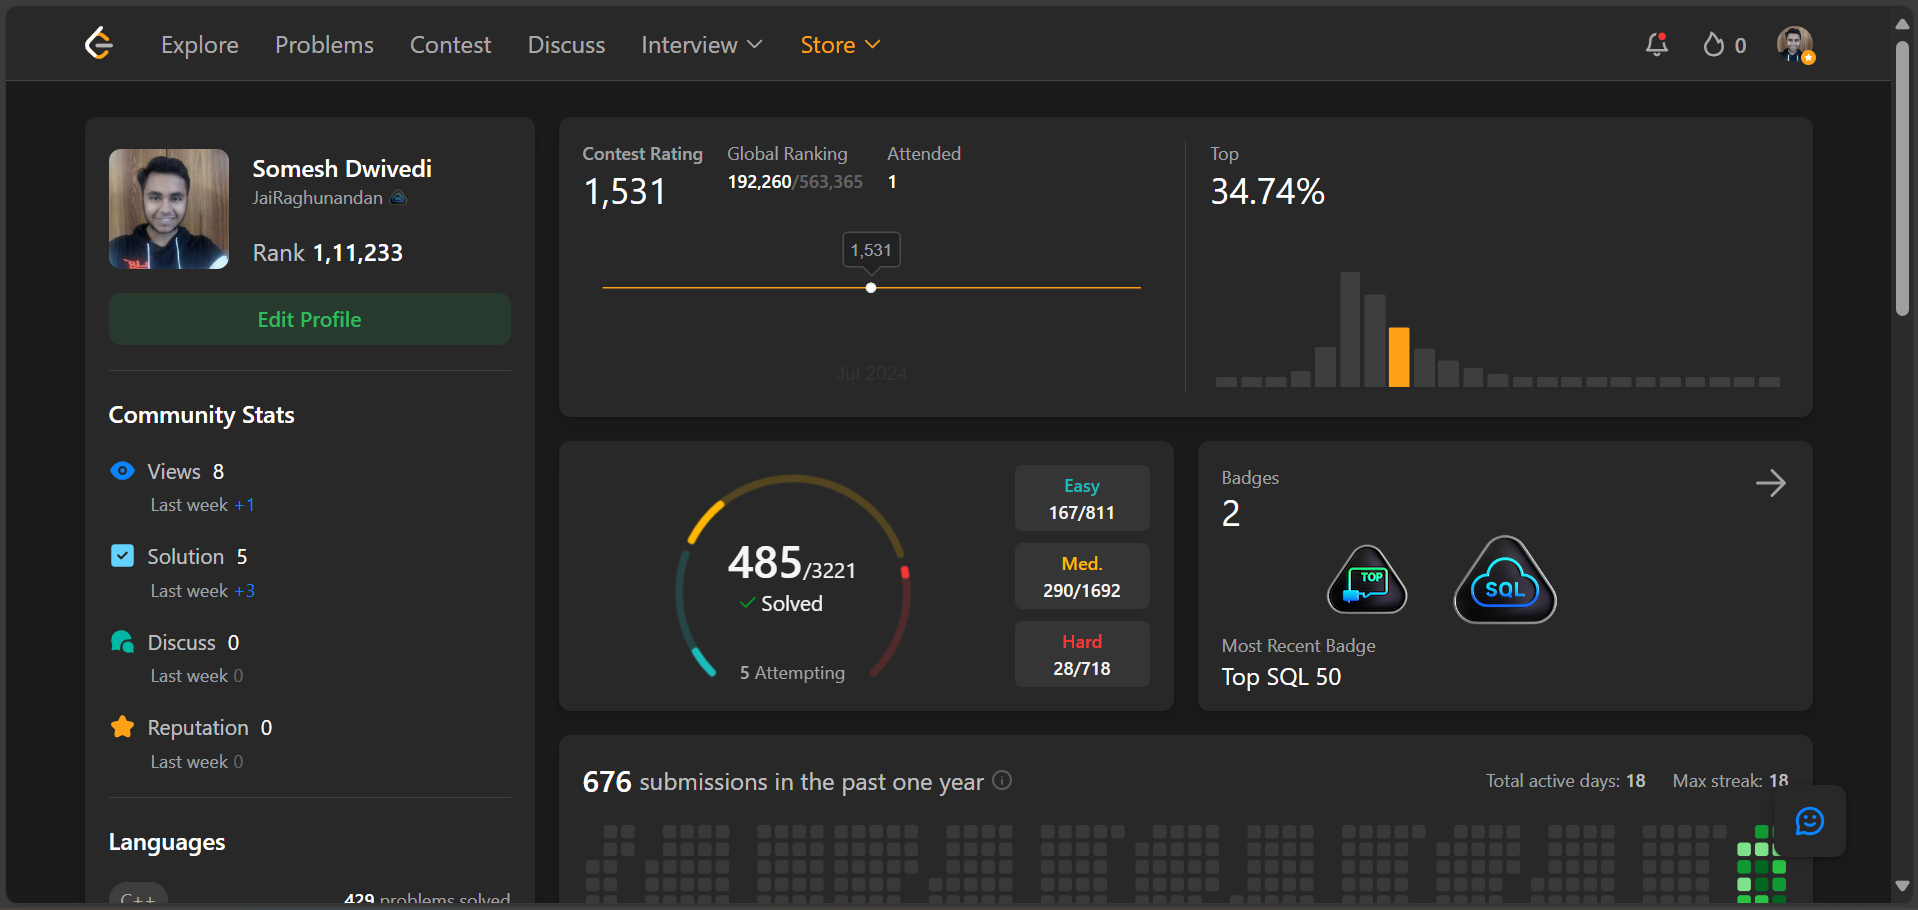 Explore Problems Contest Discuss Interview Store 0
Somesh Dwivedi
JaiRaghunandan
Rank 1,11,233
Edit Profile
Community Stats
Views 8
Last week +1
Solution 5
Last week +3
Discuss 0
Last week 0
Reputation 0
Last week 0
Languages
C++ 429 problems solved
Contest Rating
1,531
Global Ranking
192,260/563,365
Attended
1
1,531
Jul 2024
Top
34.74%
485/3221
Solved
5 Attempting
Easy
167/811
Med.
290/1692
Hard
28/718
Badges
2
TOP
SQL
Most Recent Badge
Top SQL 50
676 submissions in the past one year
Total active days: 18 Max streak: 18